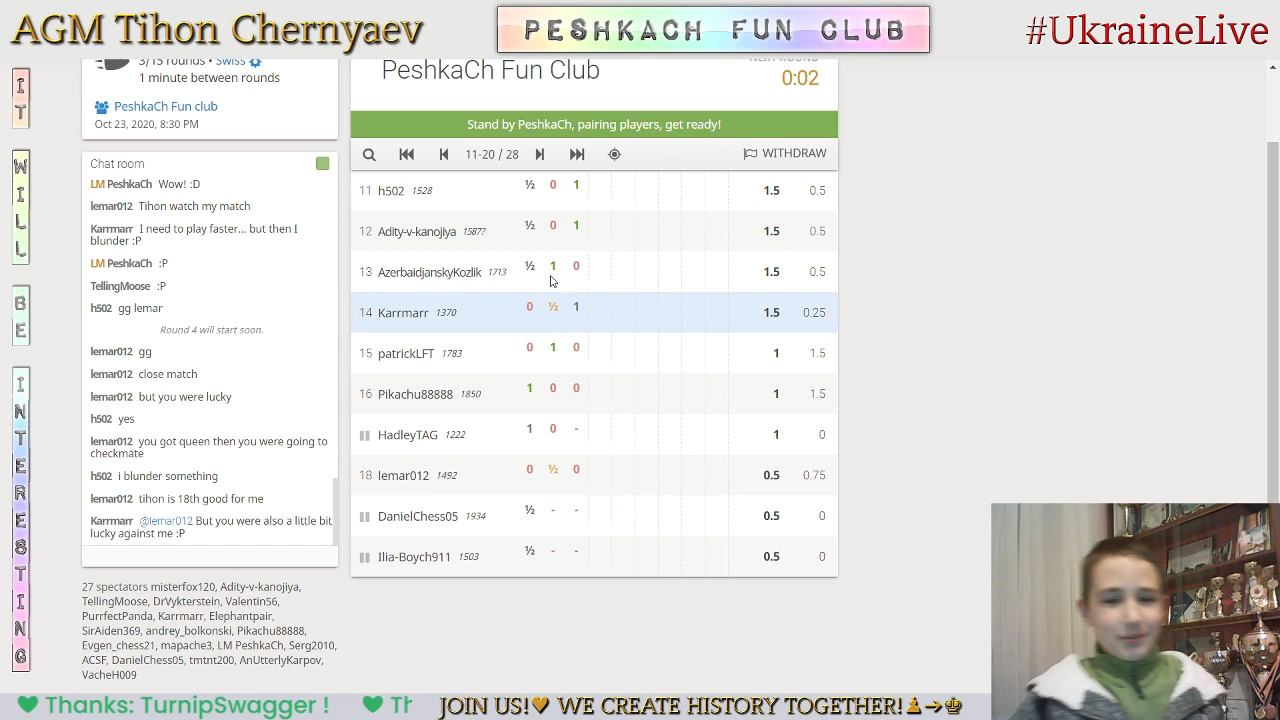 AGM Tihon Chernyaev
PESHKACH FUN CLUB
#UkraineLive
IT
WILL
BE
INTERESTING
3/15 rounds • Swiss
1 minute between rounds
PeshkaCh Fun club
Oct 23, 2020, 8:30 PM
Chat room
LM PeshkaCh Wow! :D
lemar012 Tihon watch my match
Karrmarr I need to play faster... but then I
blunder :P
LM PeshkaCh :P
TellingMoose :P
h502 gg lemar
Round 4 will start soon.
lemar012 gg
lemar012 close match
lemar012 but you were lucky
h502 yes
lemar012 you got queen then you were going to
checkmate
h502 i blunder something
lemar012 tihon is 18th good for me
Karrmarr @lemar012 But you were also a little bit
lucky against me :P
27 spectators misterfox120, Adity-v-kanojiya,
TellingMoose, DrVykterstein, Valentin56,
PurrfectPanda, Karrmarr, Elephantpair,
SirAiden369, andrey_bolkonski, Pikachu88888,
Evgen_chess21, mapache3, LM PeshkaCh, Serg2010,
ACSF, DanielChess05, tmtnt200, AnUtterlyKarpov,
VacheH009
PeshkaCh Fun Club
NEXT ROUND
0:02
Stand by PeshkaCh, pairing players, get ready!
11-20 / 28
WITHDRAW
11 h502 1528 ½ 0 1 1.5 0.5
12 Adity-v-kanojiya 1587? ½ 0 1 1.5 0.5
13 AzerbaidjanskyKozlik 1713 ½ 1 0 1.5 0.5
14 Karrmarr 1370 0 ½ 1 1.5 0.25
15 patrickLFT 1783 0 1 0 1 1.5
16 Pikachu88888 1850 1 0 0 1 1.5
HadleyTAG 1222 1 0 - 1 0
18 lemar012 1492 0 ½ 0 0.5 0.75
DanielChess05 1934 ½ - - 0.5 0
Ilia-Boych911 1503 ½ - - 0.5 0
Thanks: TurnipSwagger ! Th
JOIN US! WE CREATE HISTORY TOGETHER!